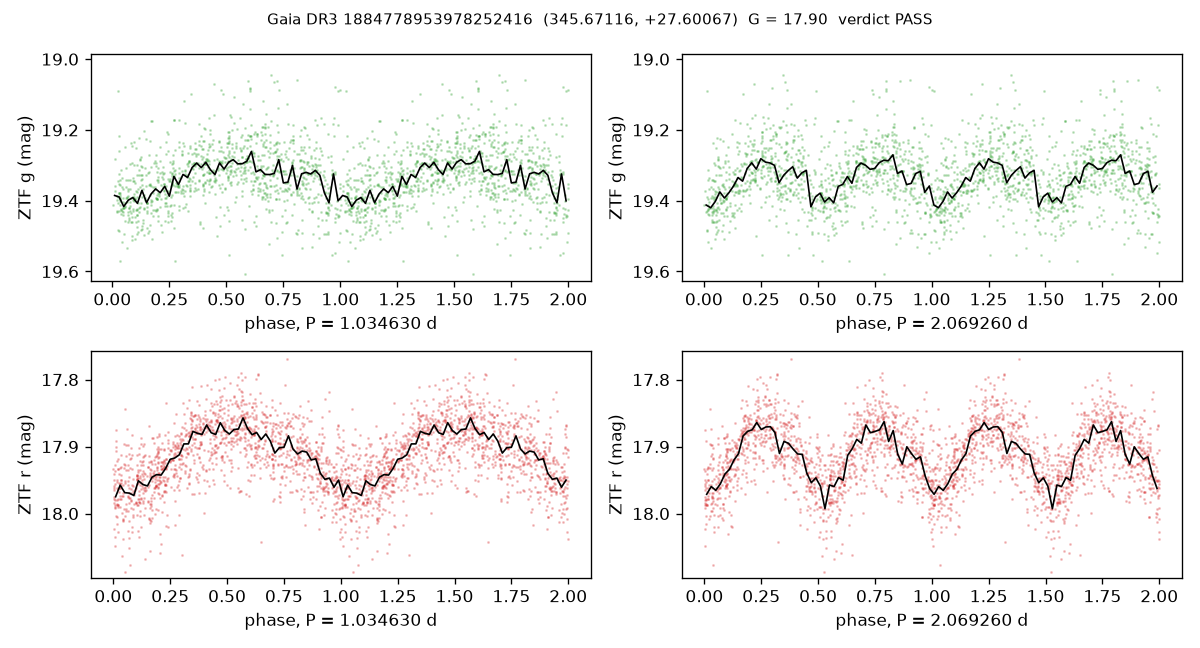 Gaia DR3 1884778953978252416 (345.67116, +27.60067) G = 17.90 verdict PASS
ZTF g (mag)
19.0
19.2
19.4
19.6
0.00 0.25 0.50 0.75 1.00 1.25 1.50 1.75 2.00
phase, P = 1.034630 d
ZTF g (mag)
19.0
19.2
19.4
19.6
0.00 0.25 0.50 0.75 1.00 1.25 1.50 1.75 2.00
phase, P = 2.069260 d
ZTF r (mag)
17.8
17.9
18.0
0.00 0.25 0.50 0.75 1.00 1.25 1.50 1.75 2.00
phase, P = 1.034630 d
ZTF r (mag)
17.8
17.9
18.0
0.00 0.25 0.50 0.75 1.00 1.25 1.50 1.75 2.00
phase, P = 2.069260 d